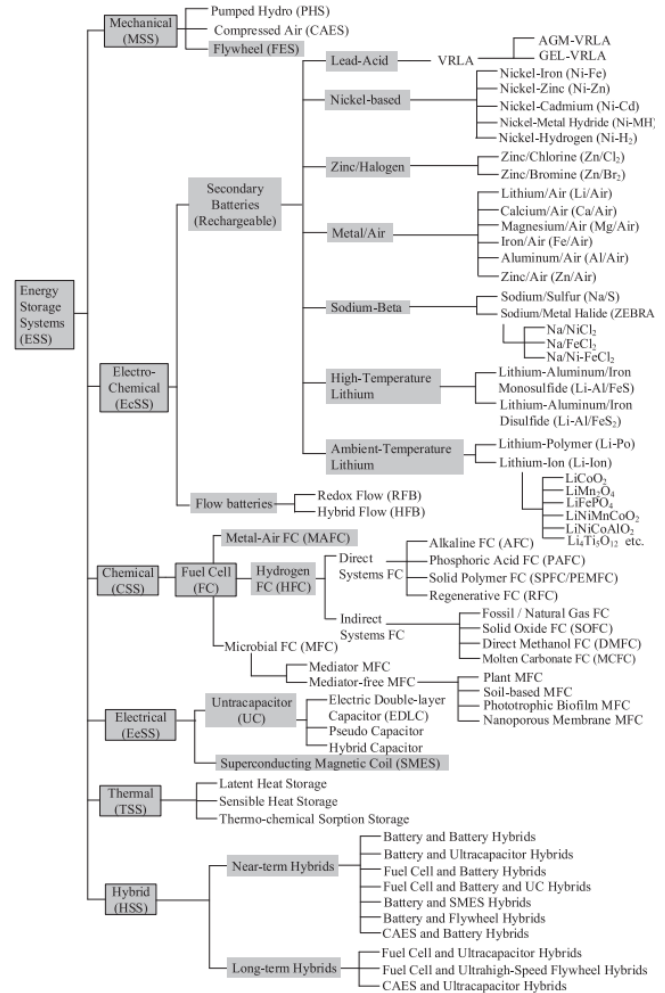 Mechanical
(MSS)
Pumped Hydro (PHS)
Compressed Air (CAES)
Flywheel (FES)
Energy
Storage
Systems
(ESS)
Electro-
Chemical
(EcSS)
Secondary
Batteries
(Rechargeable)
Lead-Acid
VRLA
AGM-VRLA
GEL-VRLA
Nickel-based
Nickel-Iron (Ni-Fe)
Nickel-Zinc (Ni-Zn)
Nickel-Cadmium (Ni-Cd)
Nickel-Metal Hydride (Ni-MH)
Nickel-Hydrogen (Ni-H₂)
Zinc/Halogen
Zinc/Chlorine (Zn/Cl₂)
Zinc/Bromine (Zn/Br₂)
Metal/Air
Lithium/Air (Li/Air)
Calcium/Air (Ca/Air)
Magnesium/Air (Mg/Air)
Iron/Air (Fe/Air)
Aluminum/Air (Al/Air)
Zinc/Air (Zn/Air)
Sodium-Beta
Sodium/Sulfur (Na/S)
Sodium/Metal Halide (ZEBRA
Na/NiCl₂
Na/FeCl₂
Na/Ni-FeCl₂
High-Temperature
Lithium
Lithium-Aluminum/Iron
Monosulfide (Li-Al/FeS)
Lithium-Aluminum/Iron
Disulfide (Li-Al/FeS₂)
Ambient-Temperature
Lithium
Lithium-Polymer (Li-Po)
Lithium-Ion (Li-Ion)
LiCoO₂
LiMn₂O₄
LiFePO₄
LiNiMnCoO₂
LiNiCoAlO₂
Li₄Ti₅O₁₂ etc.
Flow batteries
Redox Flow (RFB)
Hybrid Flow (HFB)
Chemical
(CSS)
Fuel Cell
(FC)
Metal-Air FC (MAFC)
Hydrogen
FC (HFC)
Direct
Systems FC
Alkaline FC (AFC)
Phosphoric Acid FC (PAFC)
Solid Polymer FC (SPFC/PEMFC)
Regenerative FC (RFC)
Indirect
Systems FC
Fossil / Natural Gas FC
Solid Oxide FC (SOFC)
Direct Methanol FC (DMFC)
Molten Carbonate FC (MCFC)
Microbial FC (MFC)
Mediator MFC
Mediator-free MFC
Plant MFC
Soil-based MFC
Phototrophic Biofilm MFC
Nanoporous Membrane MFC
Electrical
(EeSS)
Untracapacitor
(UC)
Electric Double-layer
Capacitor (EDLC)
Pseudo Capacitor
Hybrid Capacitor
Superconducting Magnetic Coil (SMES)
Thermal
(TSS)
Latent Heat Storage
Sensible Heat Storage
Thermo-chemical Sorption Storage
Hybrid
(HSS)
Near-term Hybrids
Battery and Battery Hybrids
Battery and Ultracapacitor Hybrids
Fuel Cell and Battery Hybrids
Fuel Cell and Battery and UC Hybrids
Battery and SMES Hybrids
Battery and Flywheel Hybrids
CAES and Battery Hybrids
Long-term Hybrids
Fuel Cell and Ultracapacitor Hybrids
Fuel Cell and Ultrahigh-Speed Flywheel Hybrids
CAES and Ultracapacitor Hybrids